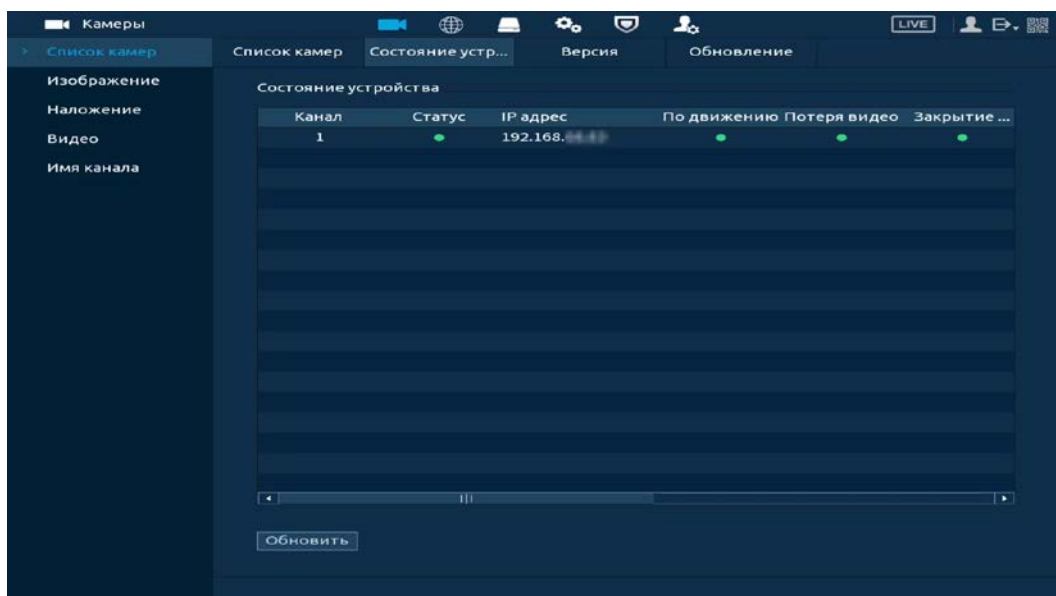 Камеры
LIVE
Список камер
Изображение
Наложение
Видео
Имя канала
Список камер Состояние устр... Версия Обновление
Состояние устройства
Канал Статус IP адрес По движению Потеря видео Закрытие ...
1 192.168.
Обновить